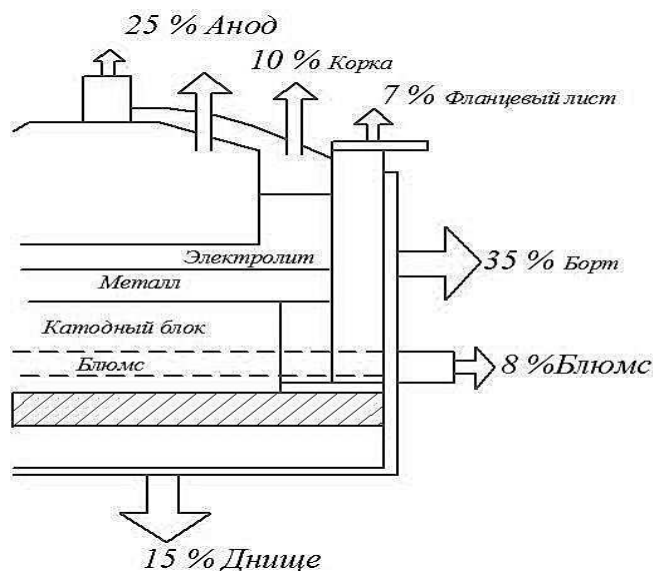 25 % Анод
10 % Корка
7 % Фланцевый лист
Электролит
35 % Борт
Металл
Катодный блок
Блюмс
8 %Блюмс
15 % Днище